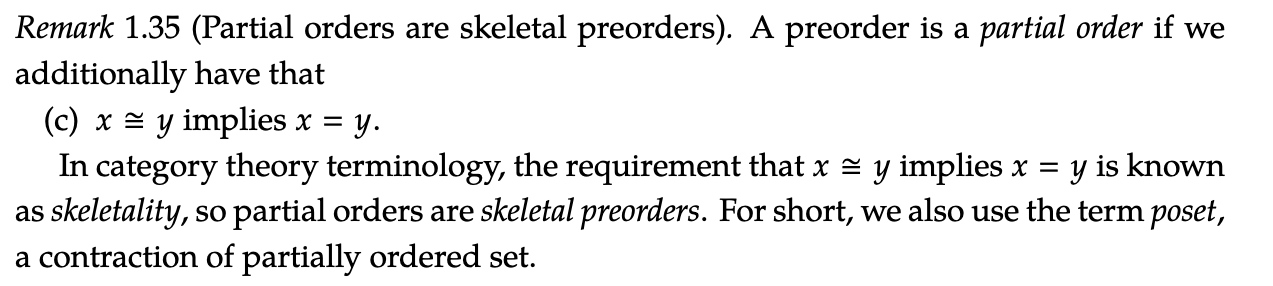 Remark 1.35 (Partial orders are skeletal preorders). A preorder is a partial order if we
additionally have that
(c) x ≅ y implies x = y.
In category theory terminology, the requirement that x ≅ y implies x = y is known
as skeletality, so partial orders are skeletal preorders. For short, we also use the term poset,
a contraction of partially ordered set.